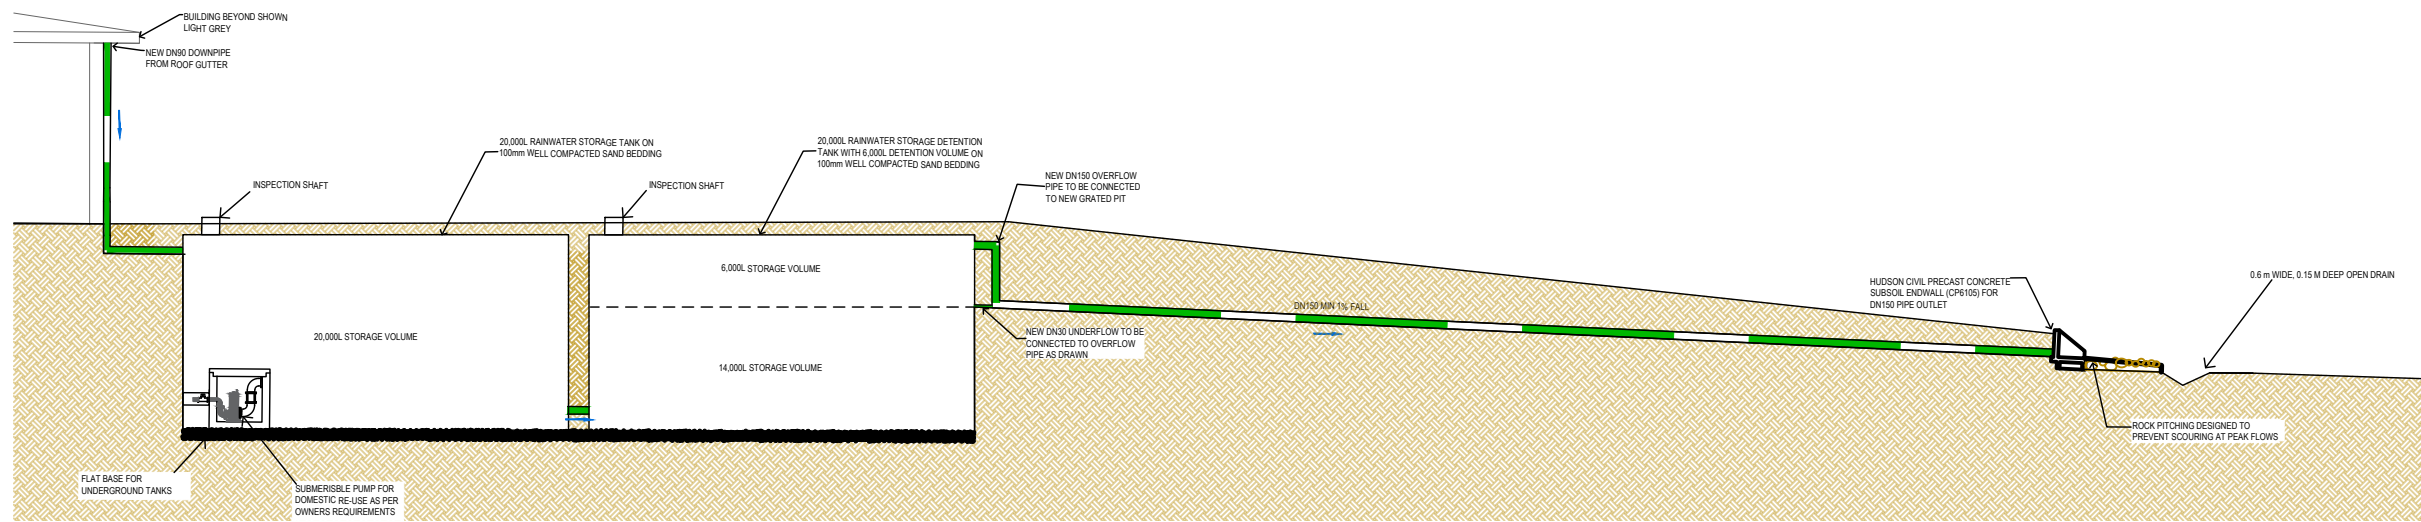 BUILDING BEYOND SHOWN
LIGHT GREY
NEW DN90 DOWNPIPE
FROM ROOF GUTTER
20,000L RAINWATER STORAGE TANK ON
100mm WELL COMPACTED SAND BEDDING
20,000L RAINWATER STORAGE DETENTION
TANK WITH 6,000L DETENTION VOLUME ON
100mm WELL COMPACTED SAND BEDDING
INSPECTION SHAFT
INSPECTION SHAFT
NEW DN150 OVERFLOW
PIPE TO BE CONNECTED
TO NEW GRATED PIT
6,000L STORAGE VOLUME
HUDSON CIVIL PRECAST CONCRETE
SUBSOIL ENDWALL (CP6105) FOR
DN150 PIPE OUTLET
0.6 m WIDE, 0.15 M DEEP OPEN DRAIN
DN150 MIN 1% FALL
20,000L STORAGE VOLUME
NEW DN30 UNDERFLOW TO BE
CONNECTED TO OVERFLOW
PIPE AS DRAWN
14,000L STORAGE VOLUME
ROCK PITCHING DESIGNED TO
PREVENT SCOURING AT PEAK FLOWS
FLAT BASE FOR
UNDERGROUND TANKS
SUBMERISBLE PUMP FOR
DOMESTIC RE-USE AS PER
OWNERS REQUIREMENTS